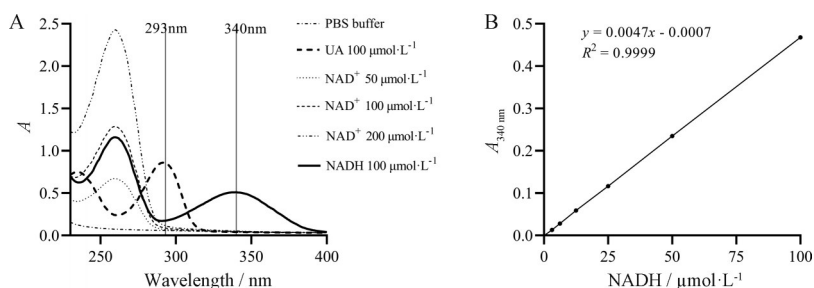 A
293nm
340nm
2.5
2.0
1.5
1.0
0.5
0.0
A
250
300
350
400
Wavelength / nm
PBS buffer
UA 100 μmol·L⁻¹
NAD⁺ 50 μmol·L⁻¹
NAD⁺ 100 μmol·L⁻¹
NAD⁺ 200 μmol·L⁻¹
NADH 100 μmol·L⁻¹
B
y = 0.0047x - 0.0007
R² = 0.9999
0.5
0.4
0.3
0.2
0.1
0.0
A340 nm
0
25
50
75
100
NADH / μmol·L⁻¹